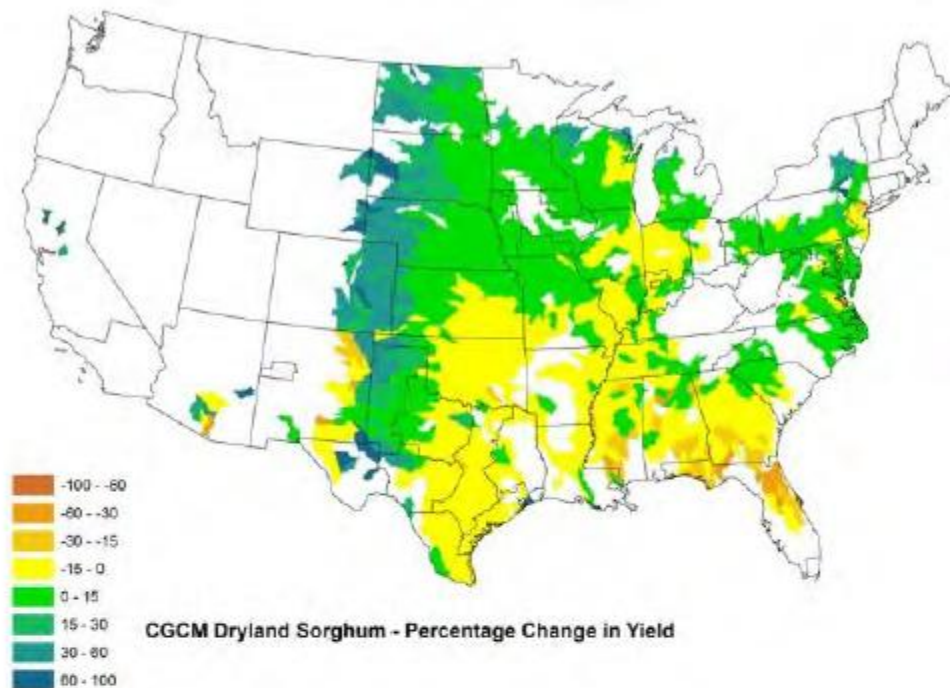 -100 - -60
-60 - -30
-30 - -15
-15 - 0
0 - 15
15 - 30
30 - 60
60 - 100
CGCM Dryland Sorghum - Percentage Change in Yield